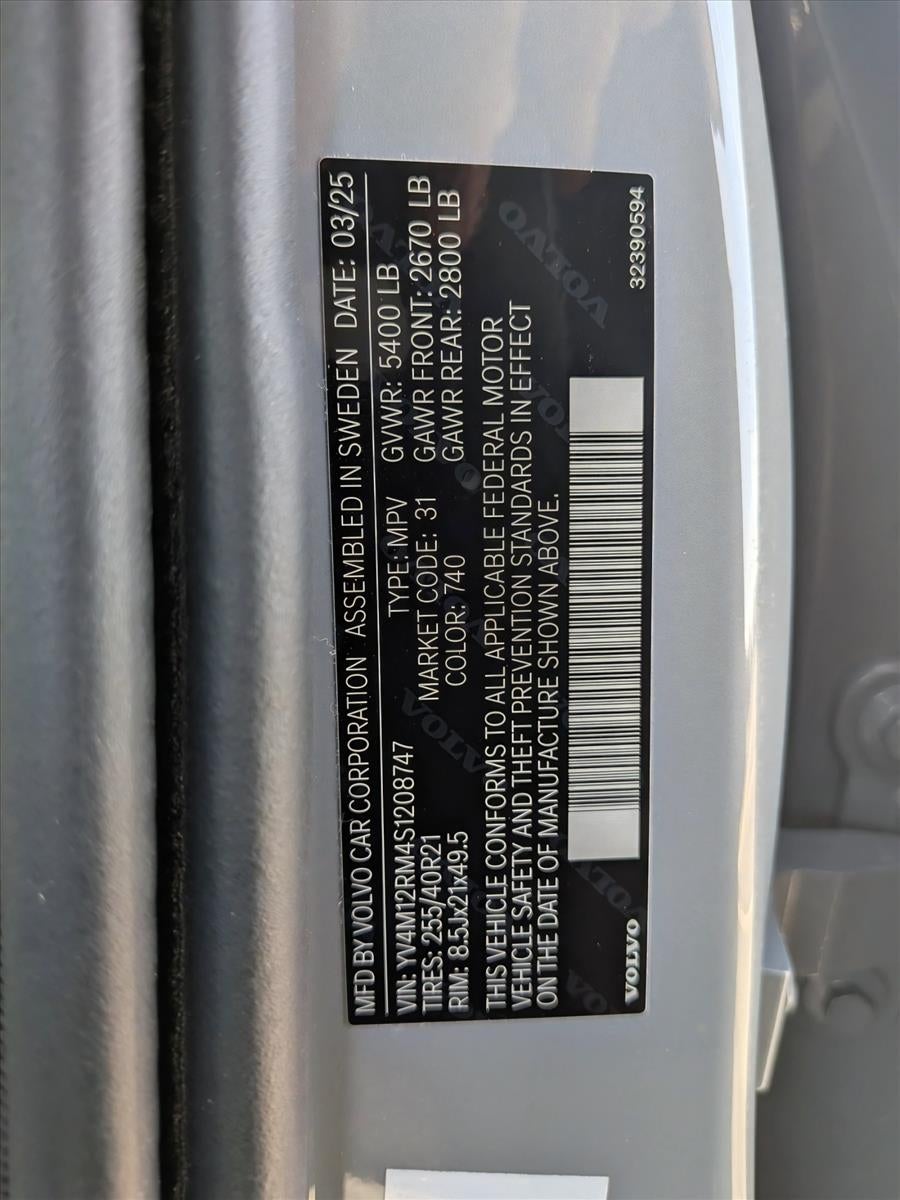 MFD BY VOLVO CAR CORPORATION ASSEMBLED IN SWEDEN DATE: 03/25
VIN: YV4M12RM4S1208747 TYPE: MPV GVWR: 5400 LB
TIRES: 255/40R21 MARKET CODE: 31 GAWR FRONT: 2670 LB
RIM: 8.5Jx21x49.5 COLOR: 740 GAWR REAR: 2800 LB
THIS VEHICLE CONFORMS TO ALL APPLICABLE FEDERAL MOTOR
VEHICLE SAFETY AND THEFT PREVENTION STANDARDS IN EFFECT
ON THE DATE OF MANUFACTURE SHOWN ABOVE.
VOLVO 32390594